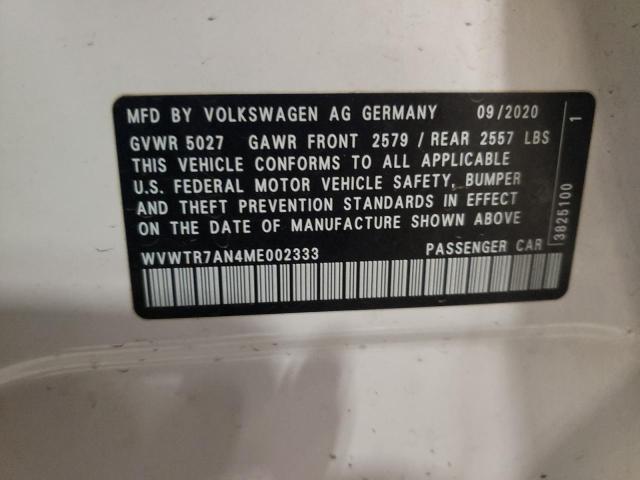 MFD BY VOLKSWAGEN AG GERMANY 09/2020
GVWR 5027 GAWR FRONT 2579 / REAR 2557 LBS
THIS VEHICLE CONFORMS TO ALL APPLICABLE
U.S. FEDERAL MOTOR VEHICLE SAFETY, BUMPER
AND THEFT PREVENTION STANDARDS IN EFFECT
ON THE DATE OF MANUFACTURE SHOWN ABOVE
WVWTR7AN4ME002333 PASSENGER CAR
3825100 1